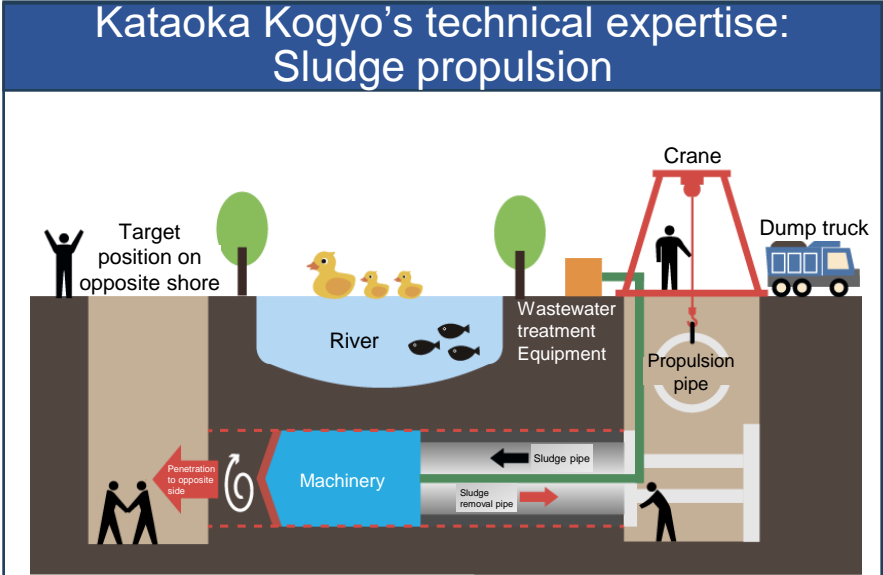 Kataoka Kogyo’s technical expertise:
Sludge propulsion
Crane
Target
position on
opposite shore
Dump truck
River
Wastewater
treatment
Equipment
Propulsion
pipe
Penetration
to opposite
side
Machinery
Sludge pipe
Sludge
removal pipe